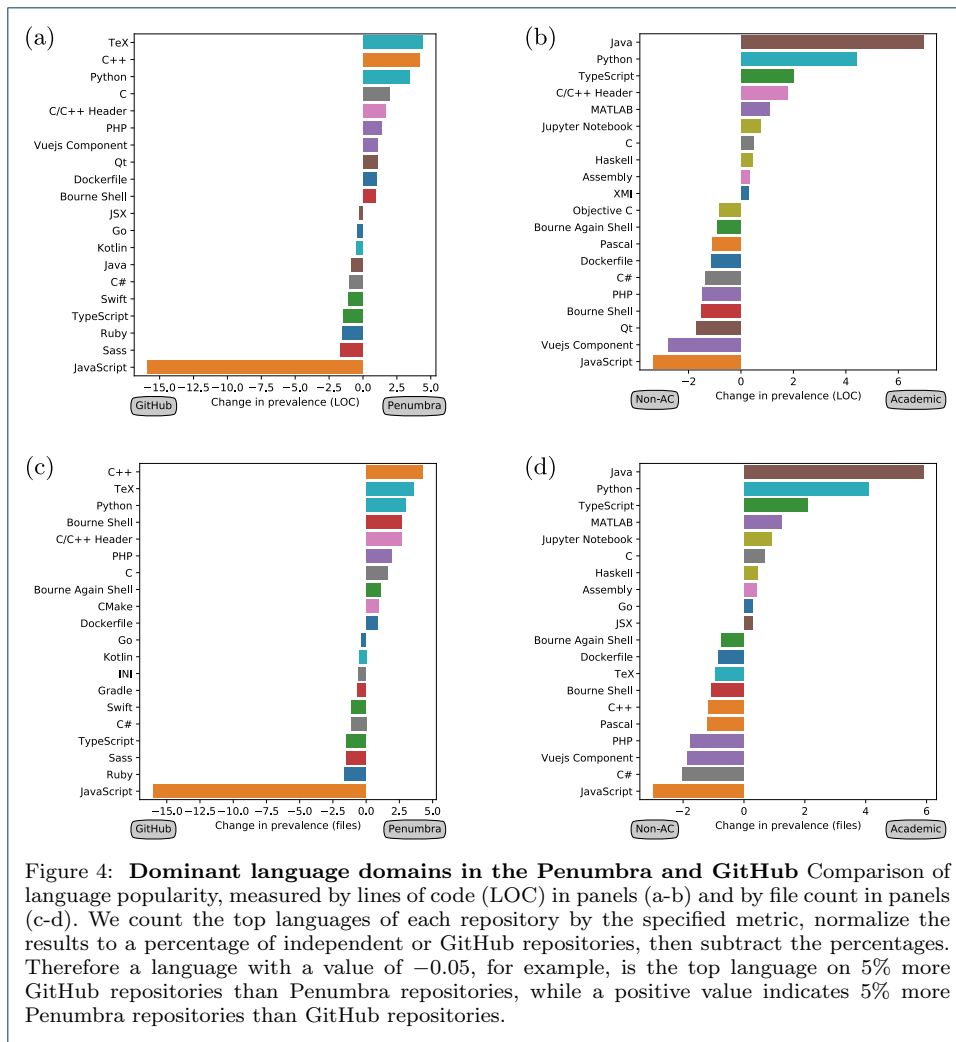 (a)
TeX
C++
Python
C
C/C++ Header
PHP
Vuejs Component
Qt
Dockerfile
Bourne Shell
JSX
Go
Kotlin
Java
C#
Swift
TypeScript
Ruby
Sass
JavaScript
−15.0 −12.5 −10.0 −7.5 −5.0 −2.5 0.0 2.5 5.0
GitHub Change in prevalence (LOC) Penumbra
(b)
Java
Python
TypeScript
C/C++ Header
MATLAB
Jupyter Notebook
C
Haskell
Assembly
XMI
Objective C
Bourne Again Shell
Pascal
Dockerfile
C#
PHP
Bourne Shell
Qt
Vuejs Component
JavaScript
−2 0 2 4 6
Non-AC Change in prevalence (LOC) Academic
(c)
C++
TeX
Python
Bourne Shell
C/C++ Header
PHP
C
Bourne Again Shell
CMake
Dockerfile
Go
Kotlin
INI
Gradle
Swift
C#
TypeScript
Sass
Ruby
JavaScript
−15.0 −12.5 −10.0 −7.5 −5.0 −2.5 0.0 2.5 5.0
GitHub Change in prevalence (files) Penumbra
(d)
Java
Python
TypeScript
MATLAB
Jupyter Notebook
C
Haskell
Assembly
Go
JSX
Bourne Again Shell
Dockerfile
TeX
Bourne Shell
C++
Pascal
PHP
Vuejs Component
C#
JavaScript
−2 0 2 4 6
Non-AC Change in prevalence (files) Academic
Figure 4: Dominant language domains in the Penumbra and GitHub Comparison of
language popularity, measured by lines of code (LOC) in panels (a-b) and by file count in panels
(c-d). We count the top languages of each repository by the specified metric, normalize the
results to a percentage of independent or GitHub repositories, then subtract the percentages.
Therefore a language with a value of −0.05, for example, is the top language on 5% more
GitHub repositories than Penumbra repositories, while a positive value indicates 5% more
Penumbra repositories than GitHub repositories.